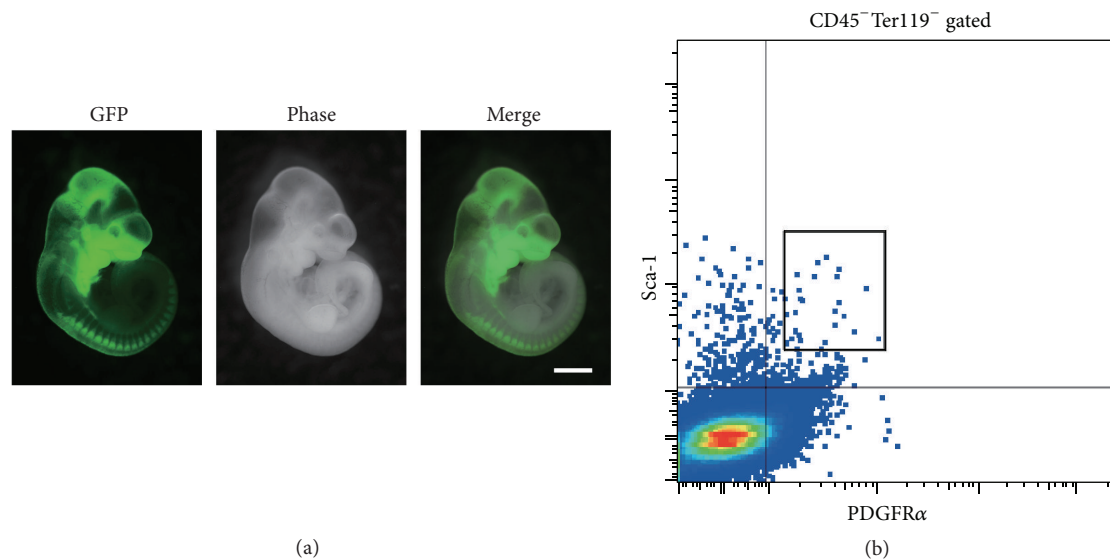 GFP
Phase
Merge
(a)
CD45⁻ Ter119⁻ gated
Sca-1
PDGFRα
(b)